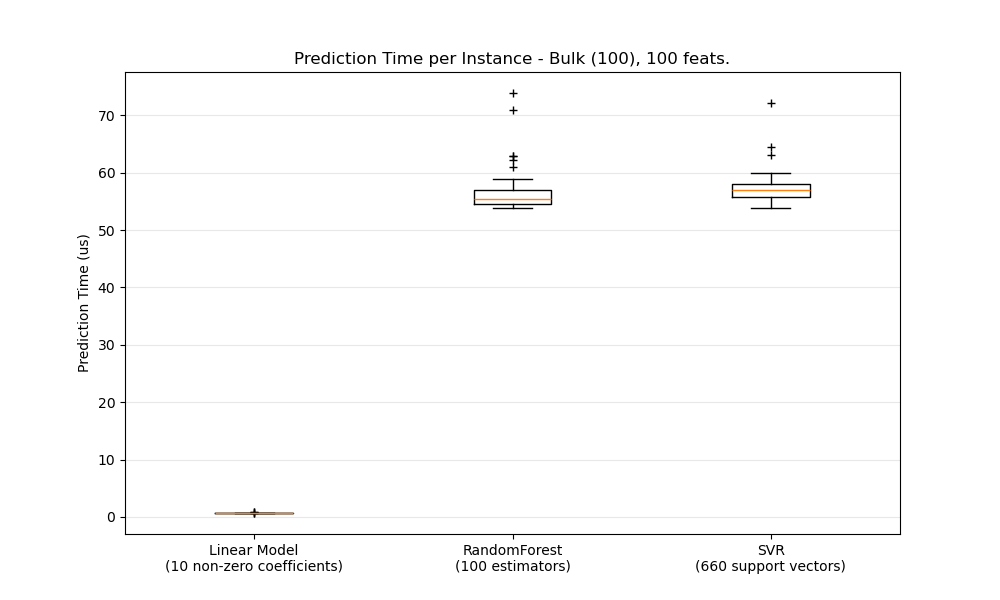 Prediction Time per Instance - Bulk (100), 100 feats.
Prediction Time (us)
70
60
50
40
30
20
10
0
Linear Model
(10 non-zero coefficients)
RandomForest
(100 estimators)
SVR
(660 support vectors)